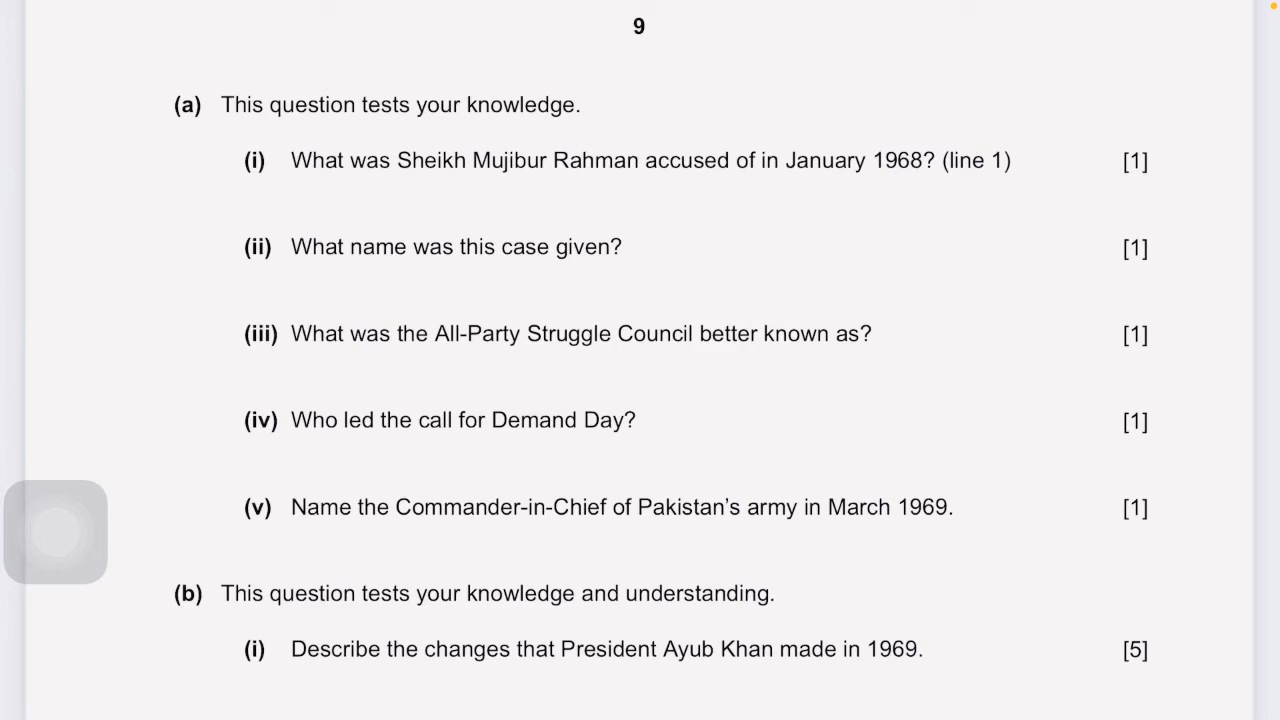 9
(a) This question tests your knowledge.
(i) What was Sheikh Mujibur Rahman accused of in January 1968? (line 1) [1]
(ii) What name was this case given? [1]
(iii) What was the All-Party Struggle Council better known as? [1]
(iv) Who led the call for Demand Day? [1]
(v) Name the Commander-in-Chief of Pakistan’s army in March 1969. [1]
(b) This question tests your knowledge and understanding.
(i) Describe the changes that President Ayub Khan made in 1969. [5]